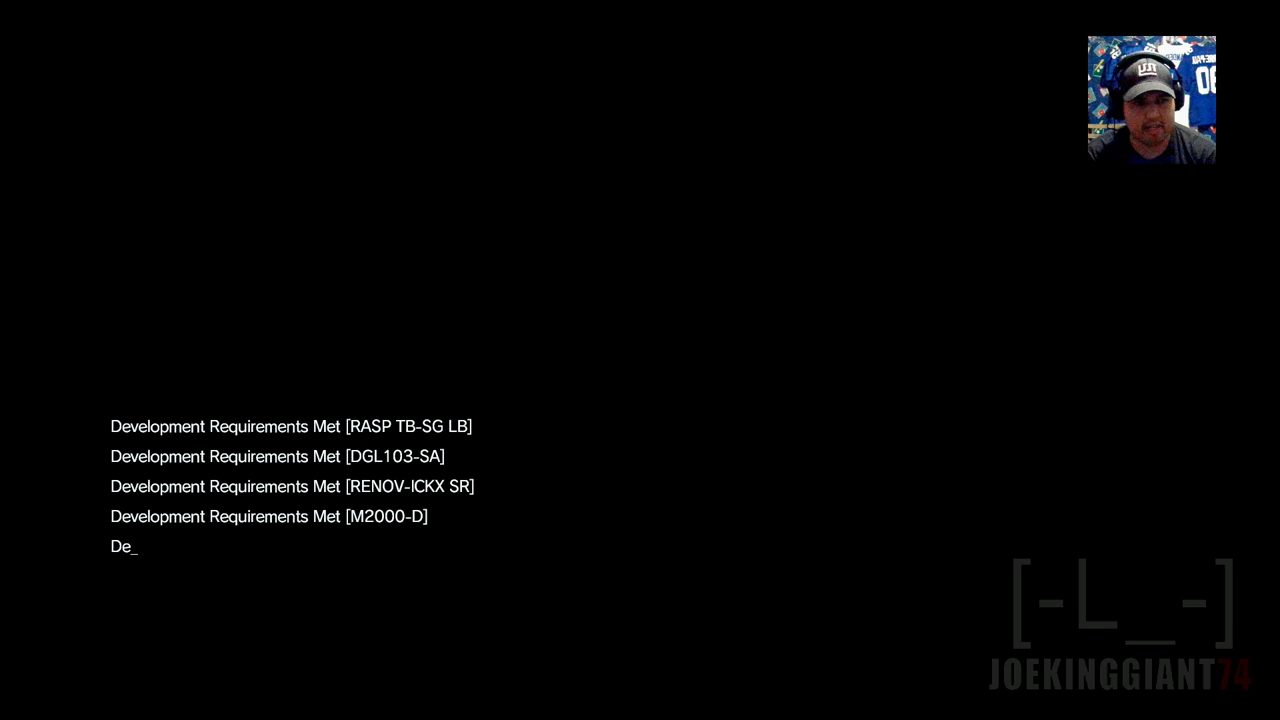 Development Requirements Met [RASP TB-SG LB]
Development Requirements Met [DGL103-SA]
Development Requirements Met [RENOV-ICKX SR]
Development Requirements Met [M2000-D]
De_
[-L__-]
JOEKINGGIANT74